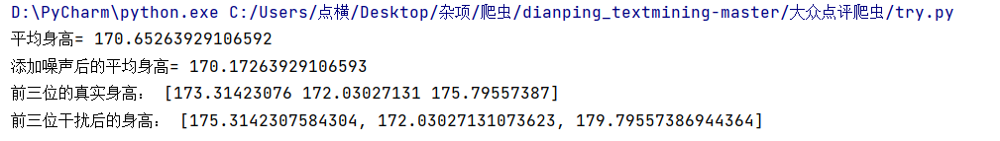 D:\PyCharm\python.exe C:/Users/点横/Desktop/杂项/爬虫/dianping_textmining-master/大众点评爬虫/try.py
平均身高= 170.65263929106592
添加噪声后的平均身高= 170.17263929106593
前三位的真实身高： [173.31423076 172.03027131 175.79557387]
前三位干扰后的身高： [175.3142307584304, 172.03027131073623, 179.79557386944364]